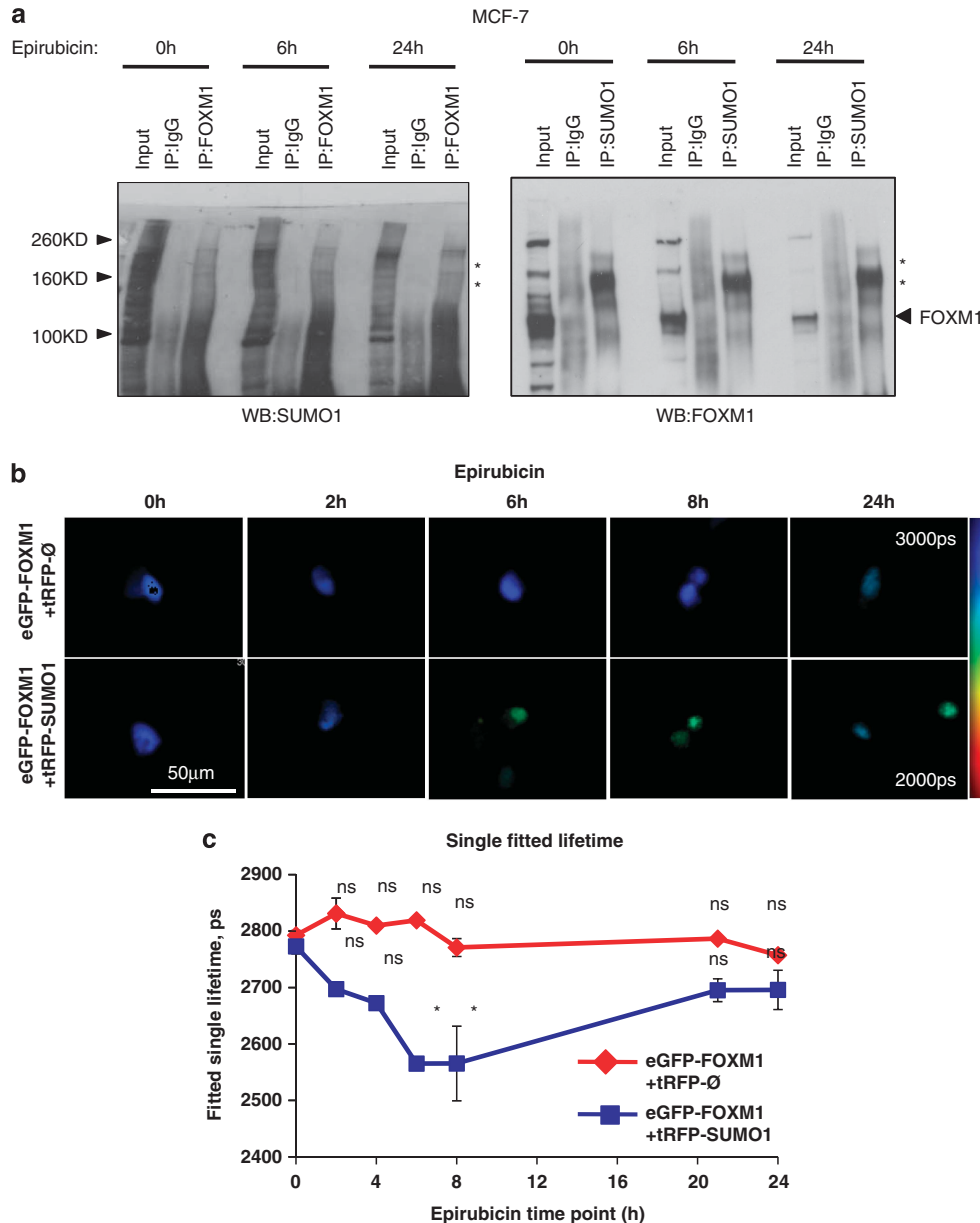 a
MCF-7
Epirubicin: 0h 6h 24h 0h 6h 24h
Input IP:IgG IP:FOXM1 Input IP:IgG IP:FOXM1 Input IP:IgG IP:FOXM1 Input IP:IgG IP:SUMO1 Input IP:IgG IP:SUMO1 Input IP:IgG IP:SUMO1
260KD
160KD
100KD
*
*
*
*
FOXM1
WB:SUMO1 WB:FOXM1
b
Epirubicin
0h 2h 6h 8h 24h
eGFP-FOXM1
+tRFP-Ø
3000ps
eGFP-FOXM1
+tRFP-SUMO1
50µm
2000ps
c
Single fitted lifetime
Fitted single lifetime, ps
2900
2800
2700
2600
2500
2400
ns ns ns ns ns ns
ns ns ns ns
* *
eGFP-FOXM1
+tRFP-Ø
eGFP-FOXM1
+tRFP-SUMO1
0 4 8 12 16 20 24
Epirubicin time point (h)